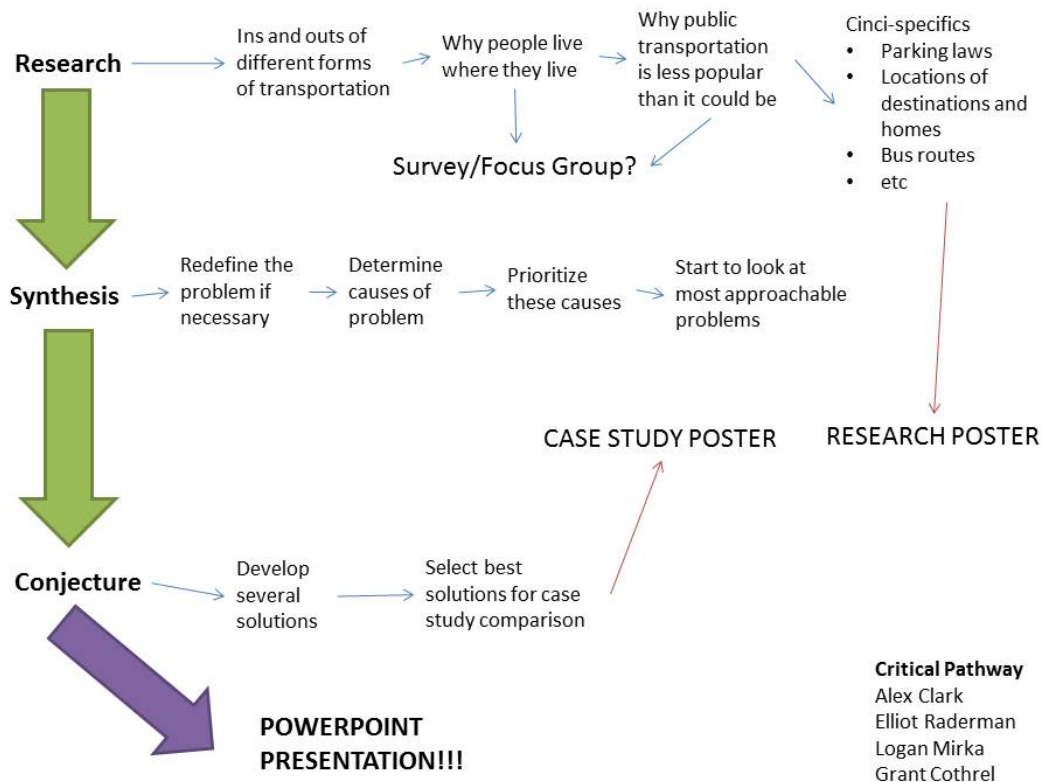 Research
Ins and outs of
different forms
of transportation
Why people live
where they live
Why public
transportation
is less popular
than it could be
Cinci-specifics
• Parking laws
• Locations of
destinations and
homes
• Bus routes
• etc
Survey/Focus Group?
Synthesis
Redefine the
problem if
necessary
Determine
causes of
problem
Prioritize
these causes
Start to look at
most approachable
problems
CASE STUDY POSTER
RESEARCH POSTER
Conjecture
Develop
several
solutions
Select best
solutions for case
study comparison
POWERPOINT
PRESENTATION!!!
Critical Pathway
Alex Clark
Elliot Raderman
Logan Mirka
Grant Cothrel